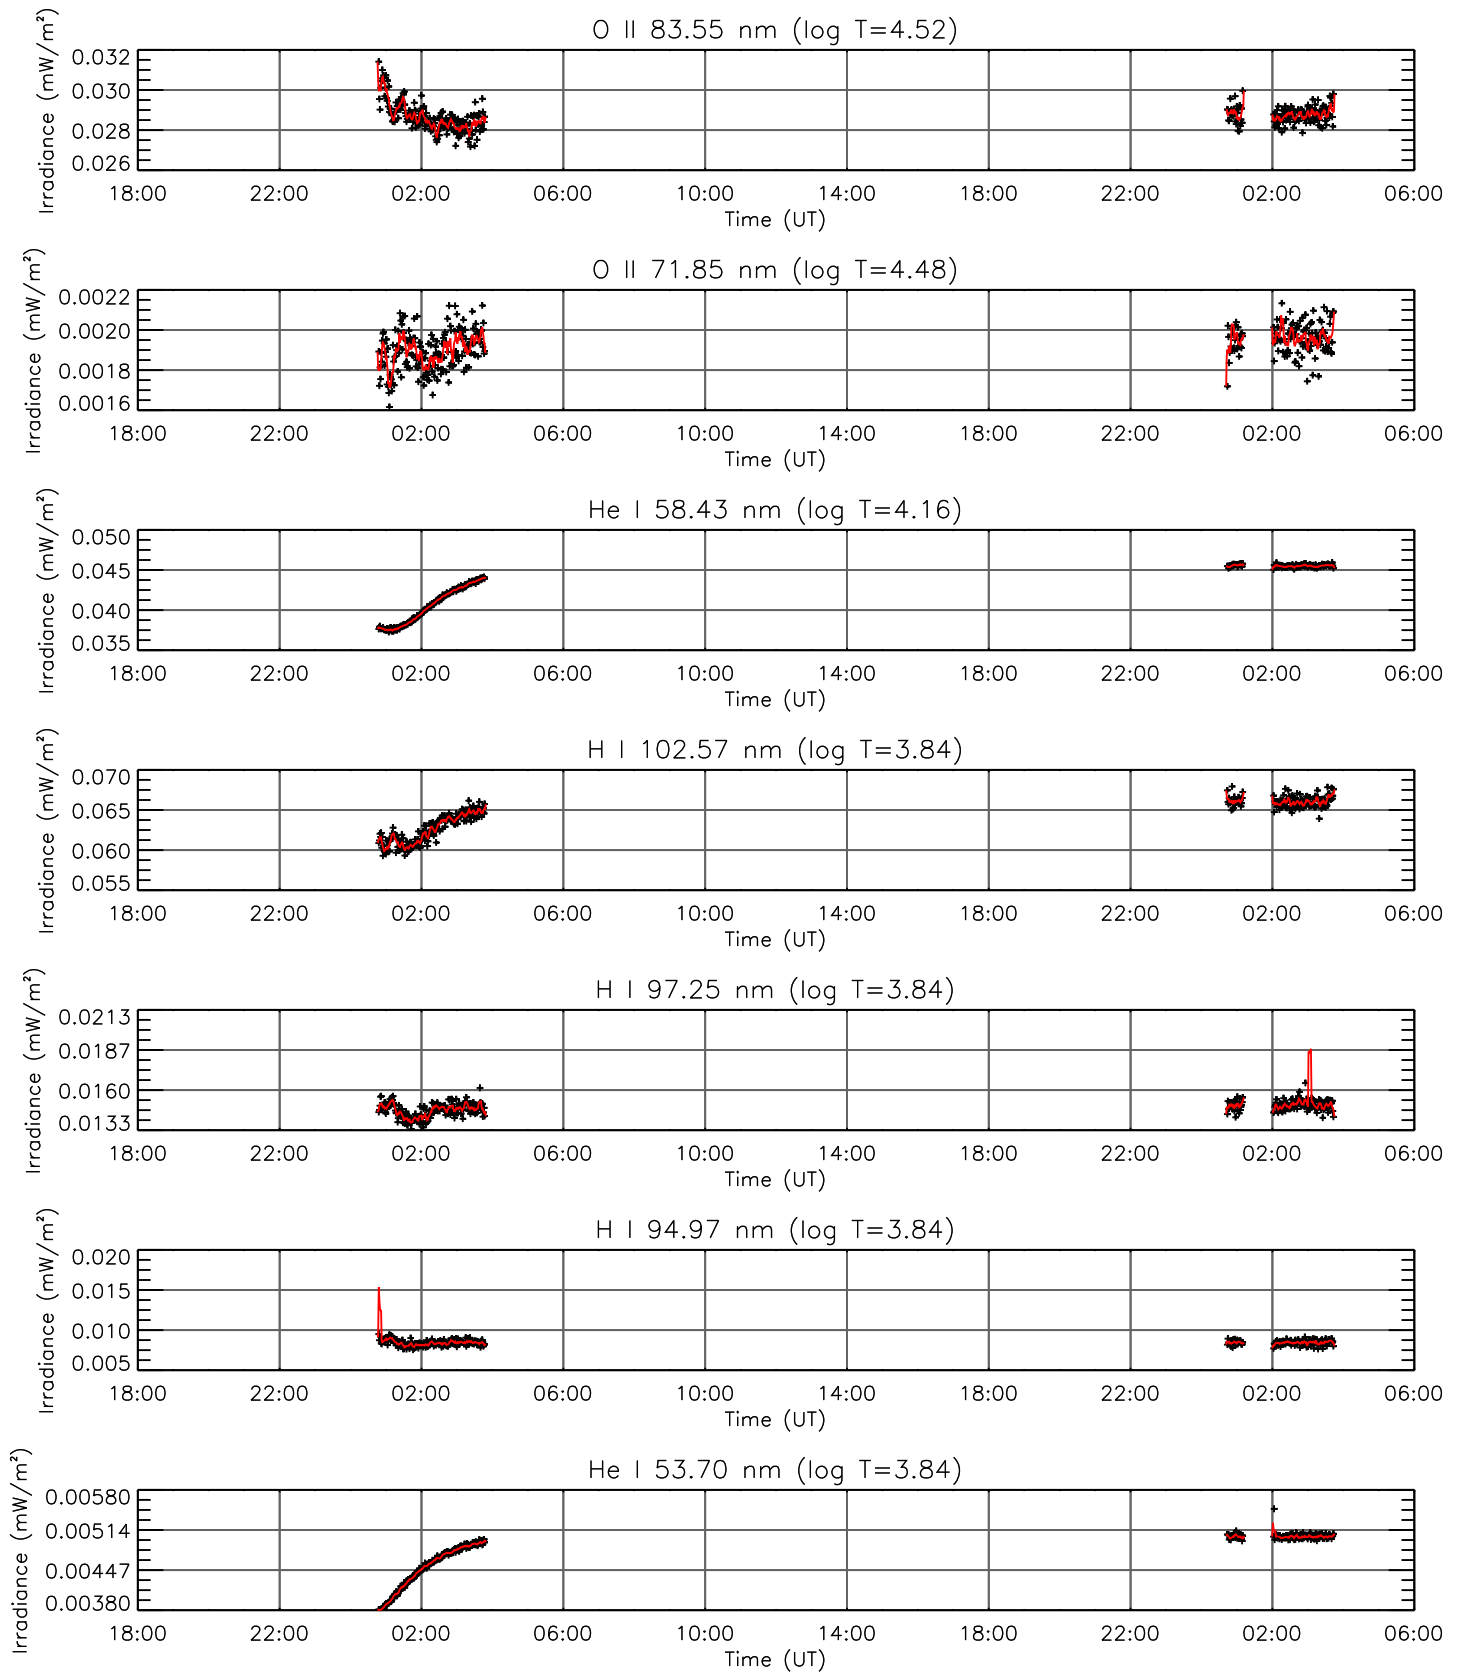 O II 83.55 nm (log T=4.52)
Irradiance (mW/m²)
0.032
0.030
0.028
0.026
18:00 22:00 02:00 06:00 10:00 14:00 18:00 22:00 02:00 06:00
Time (UT)
O II 71.85 nm (log T=4.48)
Irradiance (mW/m²)
0.0022
0.0020
0.0018
0.0016
18:00 22:00 02:00 06:00 10:00 14:00 18:00 22:00 02:00 06:00
Time (UT)
He I 58.43 nm (log T=4.16)
Irradiance (mW/m²)
0.050
0.045
0.040
0.035
18:00 22:00 02:00 06:00 10:00 14:00 18:00 22:00 02:00 06:00
Time (UT)
H I 102.57 nm (log T=3.84)
Irradiance (mW/m²)
0.070
0.065
0.060
0.055
18:00 22:00 02:00 06:00 10:00 14:00 18:00 22:00 02:00 06:00
Time (UT)
H I 97.25 nm (log T=3.84)
Irradiance (mW/m²)
0.0213
0.0187
0.0160
0.0133
18:00 22:00 02:00 06:00 10:00 14:00 18:00 22:00 02:00 06:00
Time (UT)
H I 94.97 nm (log T=3.84)
Irradiance (mW/m²)
0.020
0.015
0.010
0.005
18:00 22:00 02:00 06:00 10:00 14:00 18:00 22:00 02:00 06:00
Time (UT)
He I 53.70 nm (log T=3.84)
Irradiance (mW/m²)
0.00580
0.00514
0.00447
0.00380
18:00 22:00 02:00 06:00 10:00 14:00 18:00 22:00 02:00 06:00
Time (UT)